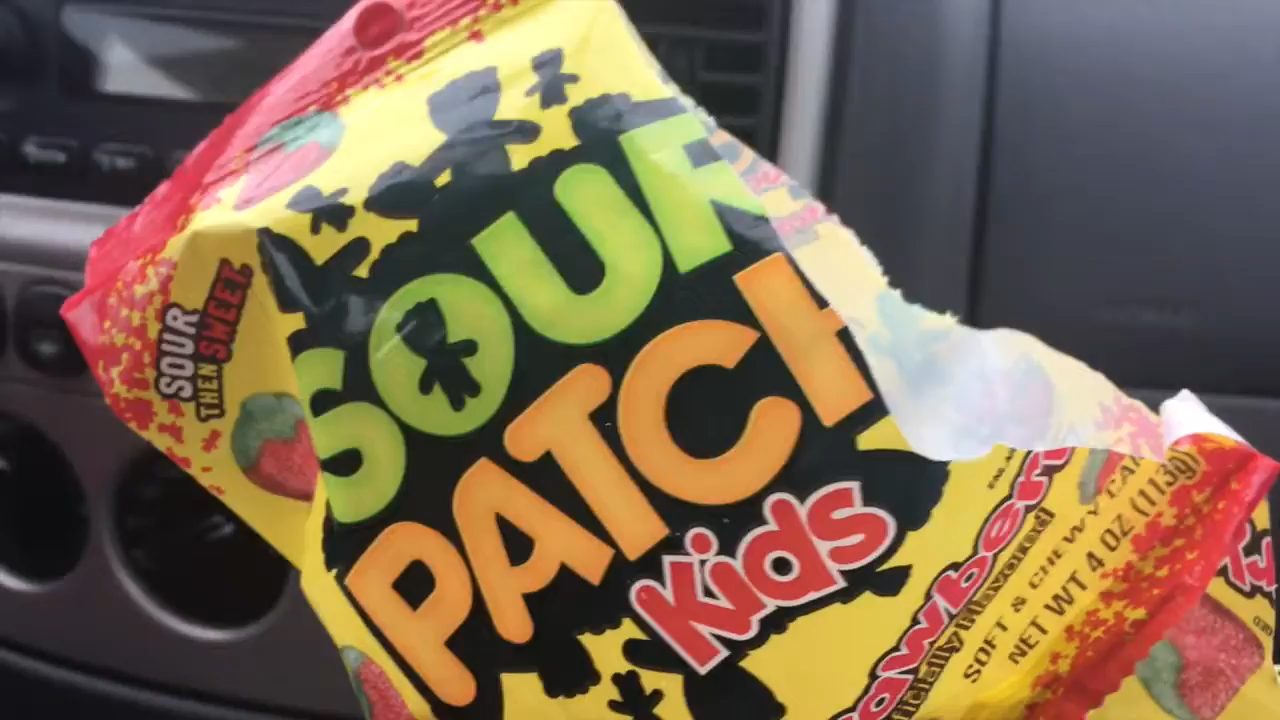 SOUR
THEN SWEET
SOUR
PATCH
Kids
SOFT & CHEWY
NET WT 4 OZ (113g)